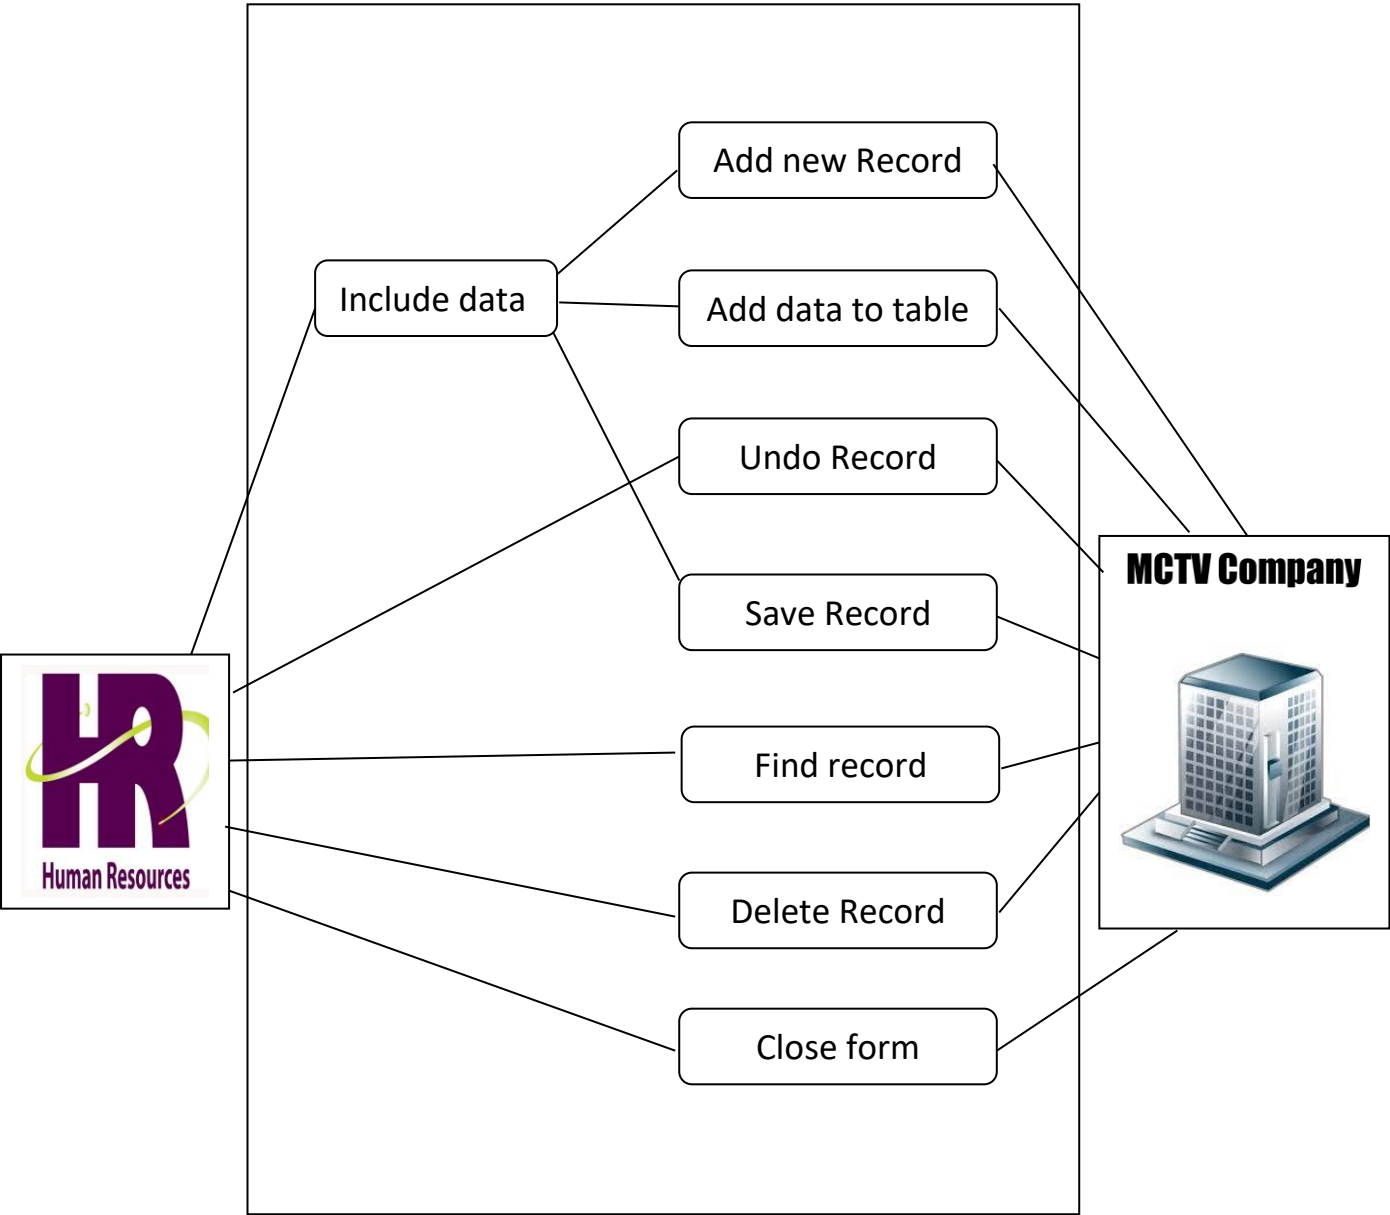 Add new Record
Include data
Add data to table
Undo Record
MCTV Company
Save Record
HR
Human Resources
Find record
Delete Record
Close form